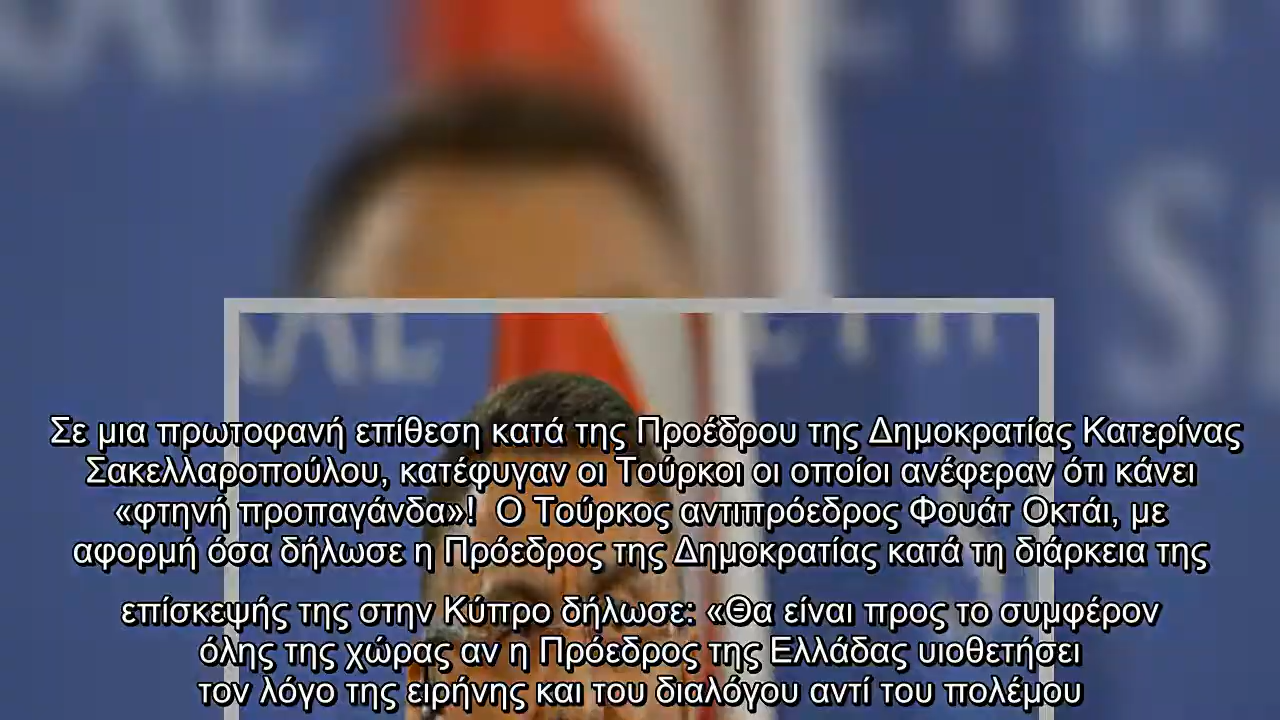 Σε μια πρωτοφανή επίθεση κατά της Προέδρου της Δημοκρατίας Κατερίνας
Σακελλαροπούλου, κατέφυγαν οι Τούρκοι οι οποίοι ανέφεραν ότι κάνει
«φτηνή προπαγάνδα»! Ο Τούρκος αντιπρόεδρος Φουάτ Οκτάι, με
αφορμή όσα δήλωσε η Πρόεδρος της Δημοκρατίας κατά τη διάρκεια της
επίσκεψής της στην Κύπρο δήλωσε: «Θα είναι προς το συμφέρον
όλης της χώρας αν η Πρόεδρος της Ελλάδας υιοθετήσει
τον λόγο της ειρήνης και του διαλόγου αντί του πολέμου